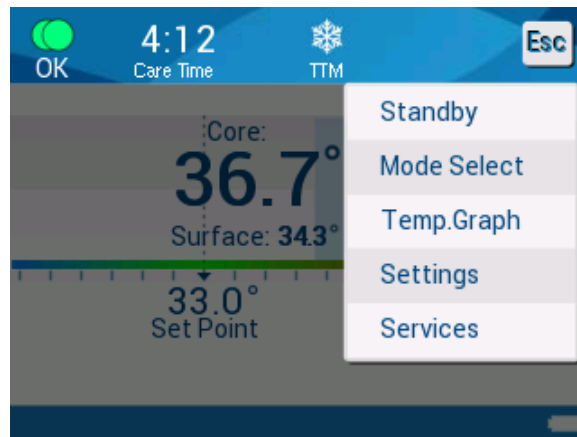 4:12
Esc
OK
Care Time
TTM
Core:
36.7°
Surface: 34.3°
33.0°
Set Point
Standby
Mode Select
Temp.Graph
Settings
Services